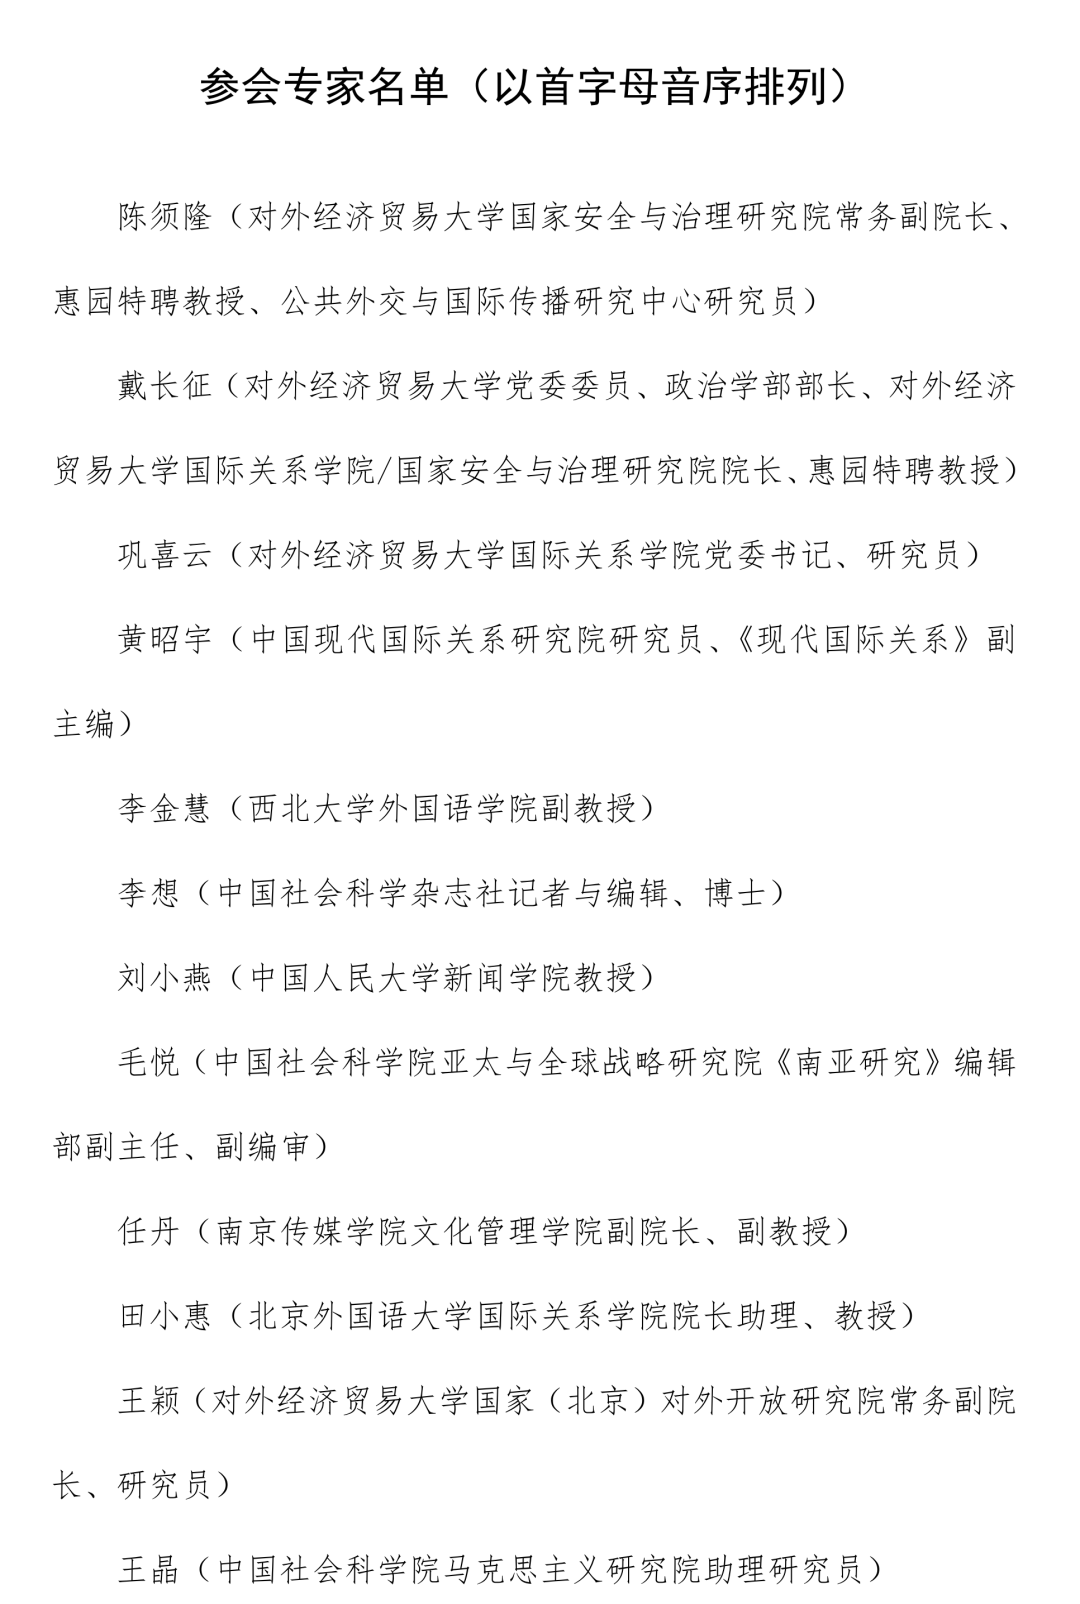 参会专家名单（以首字母音序排列）
陈须隆（对外经济贸易大学国家安全与治理研究院常务副院长、
惠园特聘教授、公共外交与国际传播研究中心研究员）
戴长征（对外经济贸易大学党委委员、政治学部部长、对外经济
贸易大学国际关系学院/国家安全与治理研究院院长、惠园特聘教授）
巩喜云（对外经济贸易大学国际关系学院党委书记、研究员）
黄昭宇（中国现代国际关系研究院研究员、《现代国际关系》副
主编）
李金慧（西北大学外国语学院副教授）
李想（中国社会科学杂志社记者与编辑、博士）
刘小燕（中国人民大学新闻学院教授）
毛悦（中国社会科学院亚太与全球战略研究院《南亚研究》编辑
部副主任、副编审）
任丹（南京传媒学院文化管理学院副院长、副教授）
田小惠（北京外国语大学国际关系学院院长助理、教授）
王颖（对外经济贸易大学国家（北京）对外开放研究院常务副院
长、研究员）
王晶（中国社会科学院马克思主义研究院助理研究员）